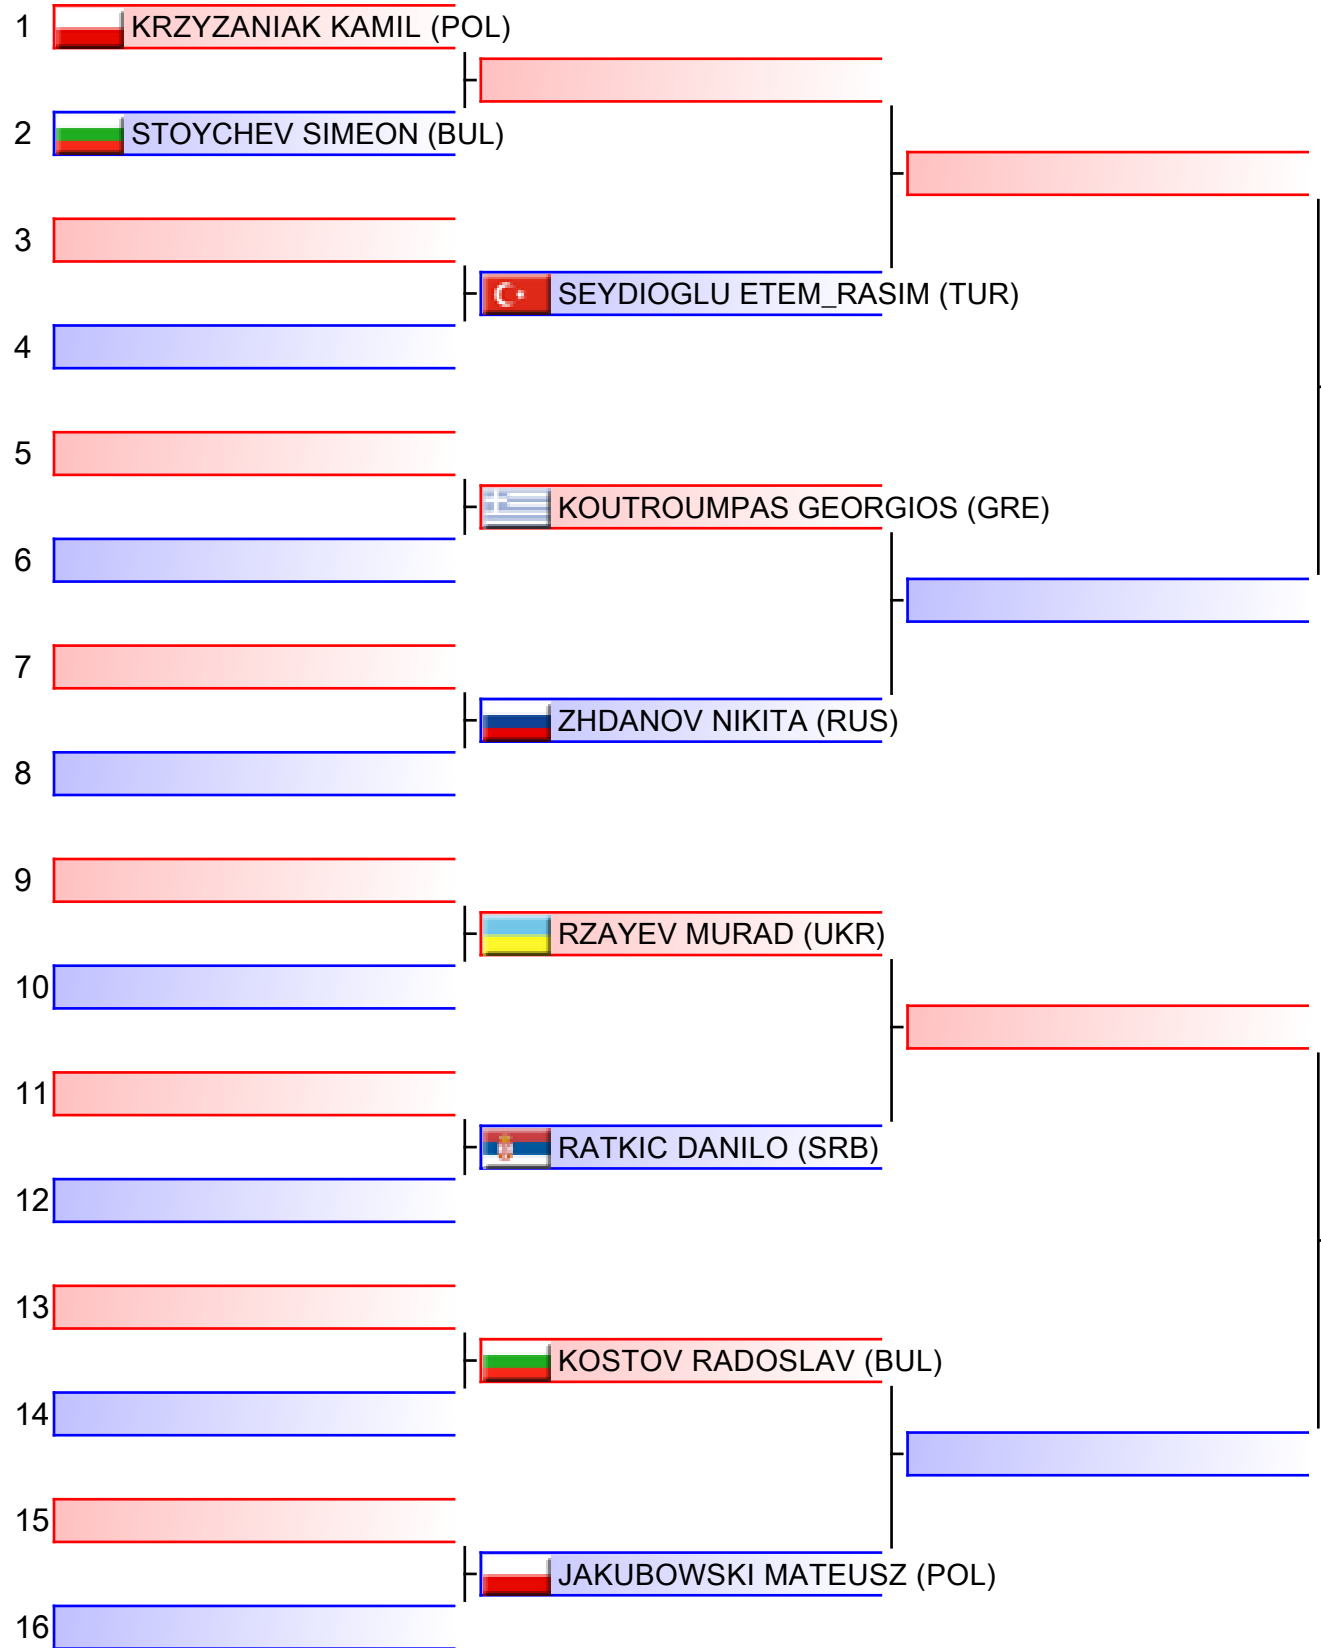 1 KRZYZANIAK KAMIL (POL)
2 STOYCHEV SIMEON (BUL)
3
SEYDIOGLU ETEM_RASIM (TUR)
4
5
KOUTROUMPAS GEORGIOS (GRE)
6
7
ZHDANOV NIKITA (RUS)
8
9
RZAYEV MURAD (UKR)
10
11
RATKIC DANILO (SRB)
12
13
KOSTOV RADOSLAV (BUL)
14
15
JAKUBOWSKI MATEUSZ (POL)
16